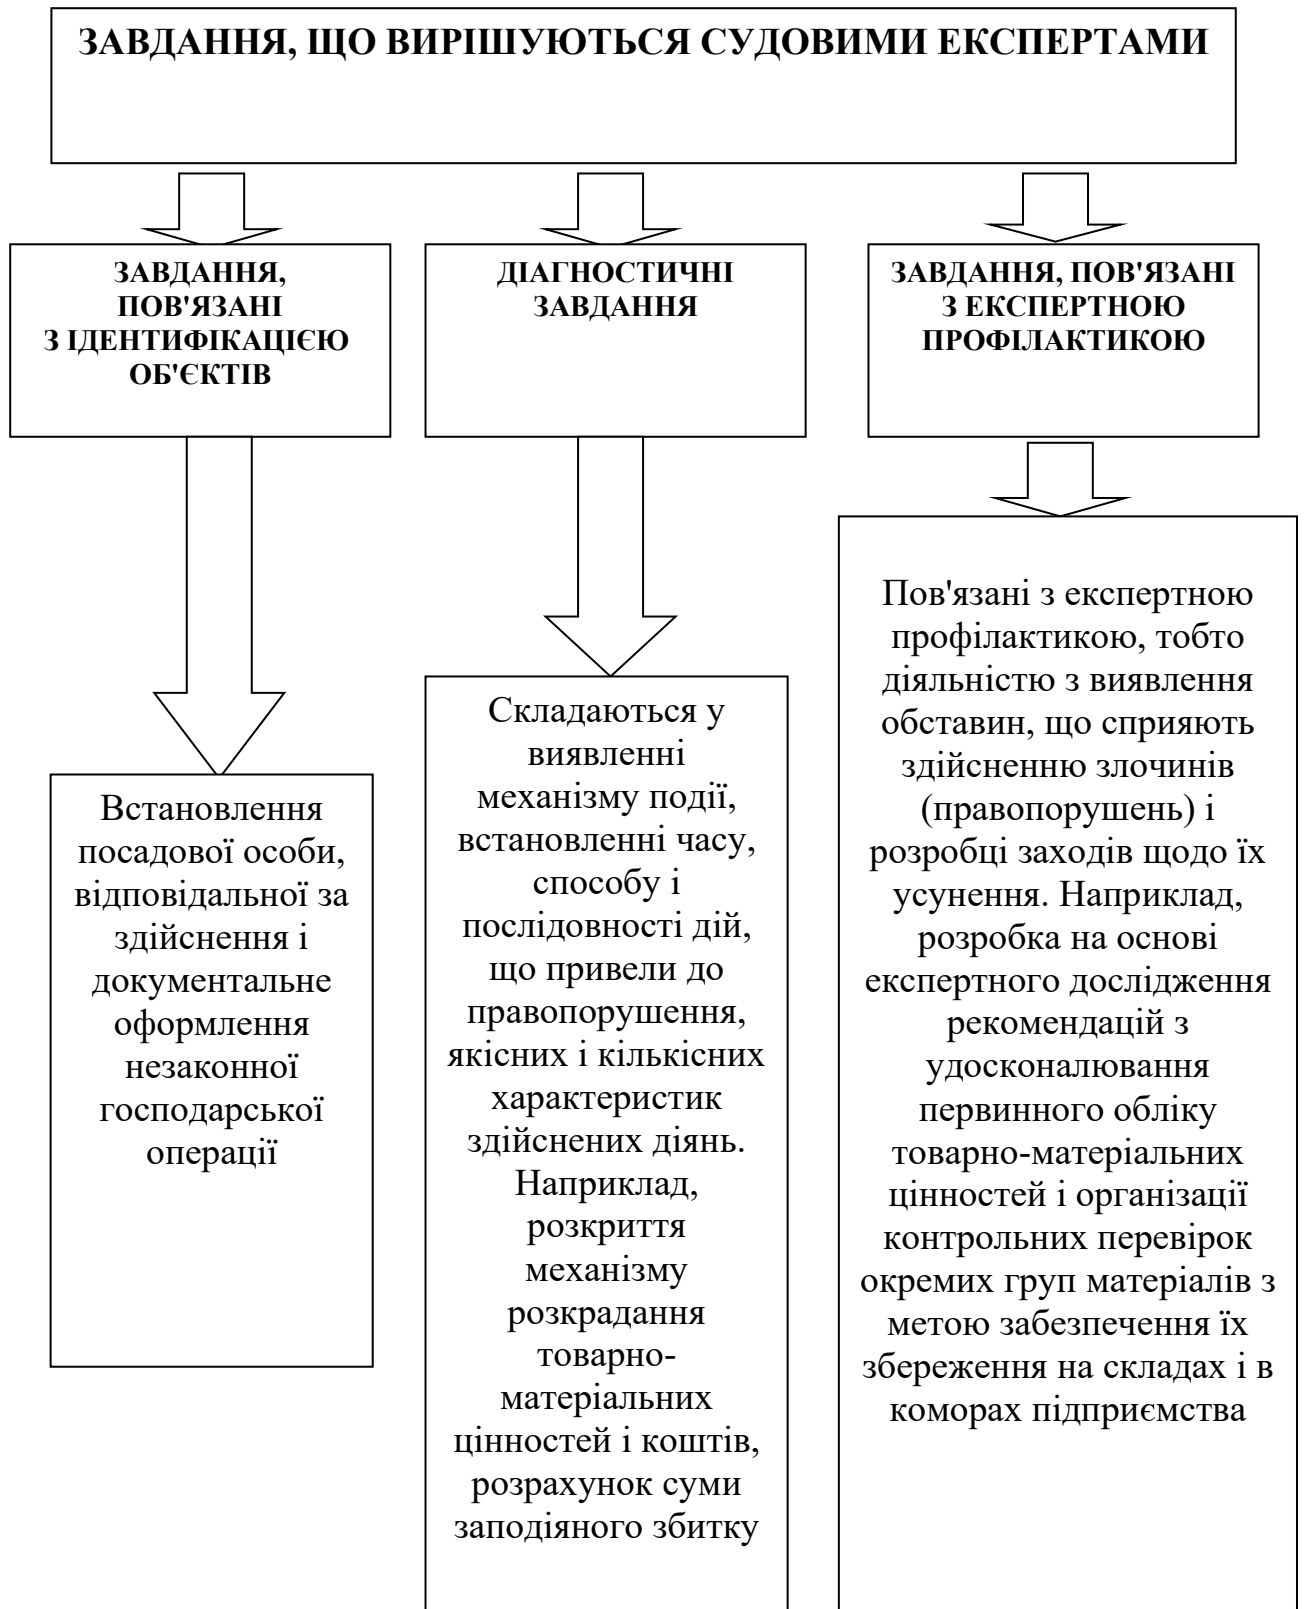 ЗАВДАННЯ, ЩО ВИРІШУЮТЬСЯ СУДОВИМИ ЕКСПЕРТАМИ
ЗАВДАННЯ,
ПОВ'ЯЗАНІ
З ІДЕНТИФІКАЦІЄЮ
ОБ'ЄКТІВ
ДІАГНОСТИЧНІ
ЗАВДАННЯ
ЗАВДАННЯ, ПОВ'ЯЗАНІ
З ЕКСПЕРТНОЮ
ПРОФІЛАКТИКОЮ
Встановлення
посадової особи,
відповідальної за
здійснення і
документальне
оформлення
незаконної
господарської
операції
Складаються у
виявленні
механізму події,
встановленні часу,
способу і
послідовності дій,
що привели до
правопорушення,
якісних і кількісних
характеристик
здійснених діянь.
Наприклад,
розкриття
механізму
розкрадання
товарно-
матеріальних
цінностей і коштів,
розрахунок суми
заподіяного збитку
Пов'язані з експертною
профілактикою, тобто
діяльністю з виявлення
обставин, що сприяють
здійсненню злочинів
(правопорушень) і
розробці заходів щодо їх
усунення. Наприклад,
розробка на основі
експертного дослідження
рекомендацій з
удосконалювання
первинного обліку
товарно-матеріальних
цінностей і організації
контрольних перевірок
окремих груп матеріалів з
метою забезпечення їх
збереження на складах і в
коморах підприємства